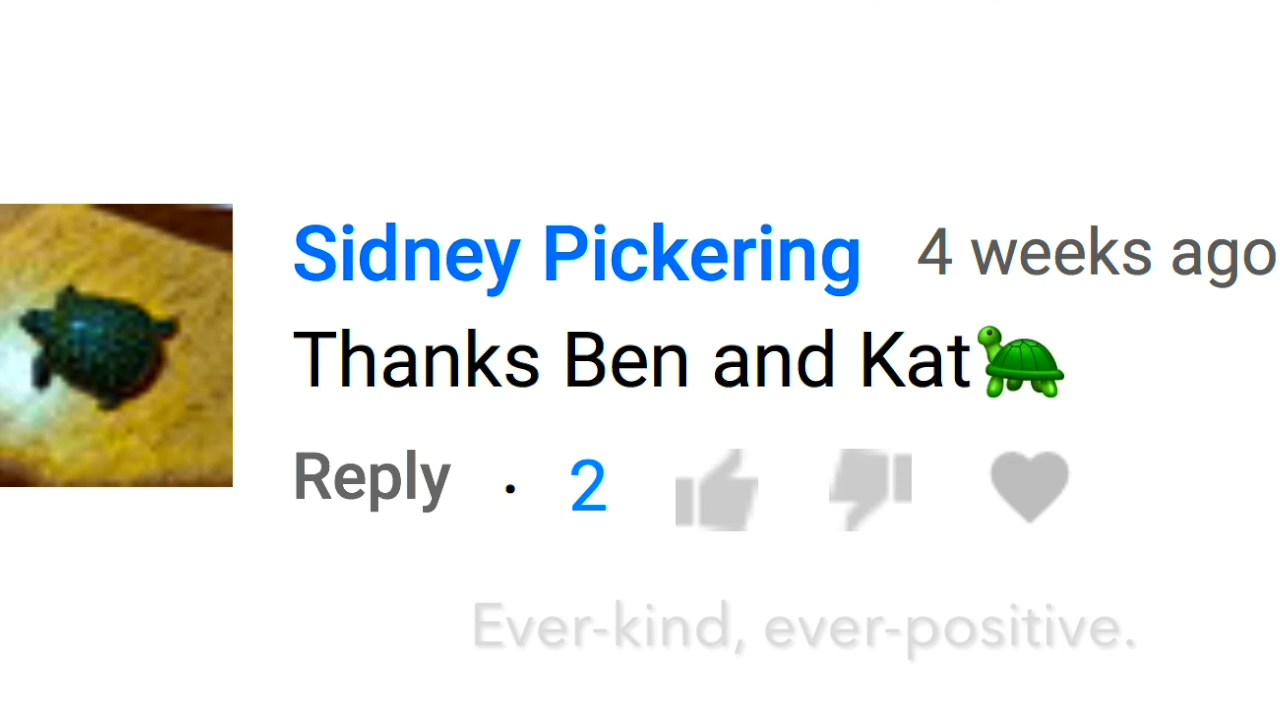 Sidney Pickering 4 weeks ago
Thanks Ben and Kat🐢
Reply · 2
Ever-kind, ever-positive.